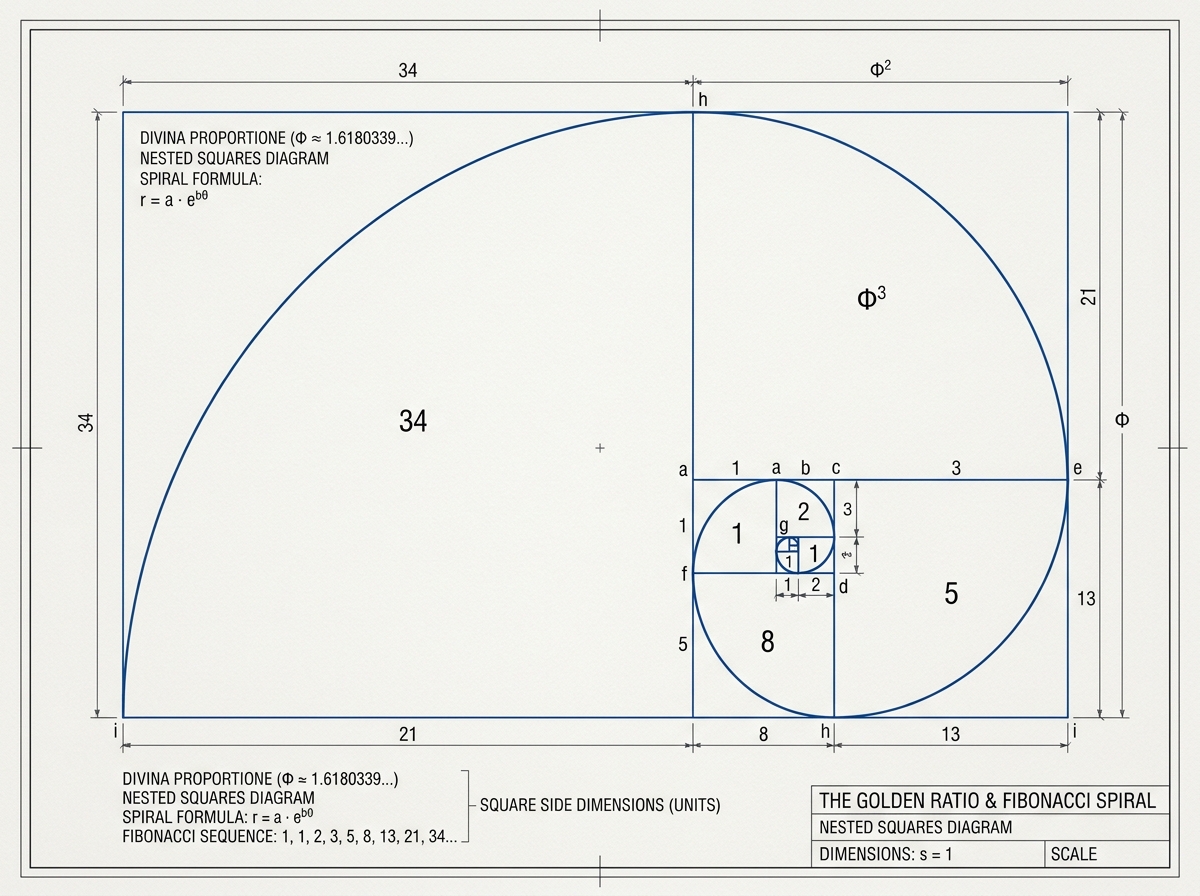 34
Φ²
h
DIVINA PROPORTIONE (Φ ≈ 1.6180339...)
NESTED SQUARES DIAGRAM
SPIRAL FORMULA:
r = a · e^bθ
21
Φ³
34
34
Φ
a 1 a b c 3 e
3
2
1 1 g
1
1
f
1 2 d
5 13
8
5
i h i
21 8 13
DIVINA PROPORTIONE (Φ ≈ 1.6180339...)
NESTED SQUARES DIAGRAM
SPIRAL FORMULA: r = a · e^bθ
FIBONACCI SEQUENCE: 1, 1, 2, 3, 5, 8, 13, 21, 34...
SQUARE SIDE DIMENSIONS (UNITS)
THE GOLDEN RATIO & FIBONACCI SPIRAL
NESTED SQUARES DIAGRAM
DIMENSIONS: s = 1 SCALE